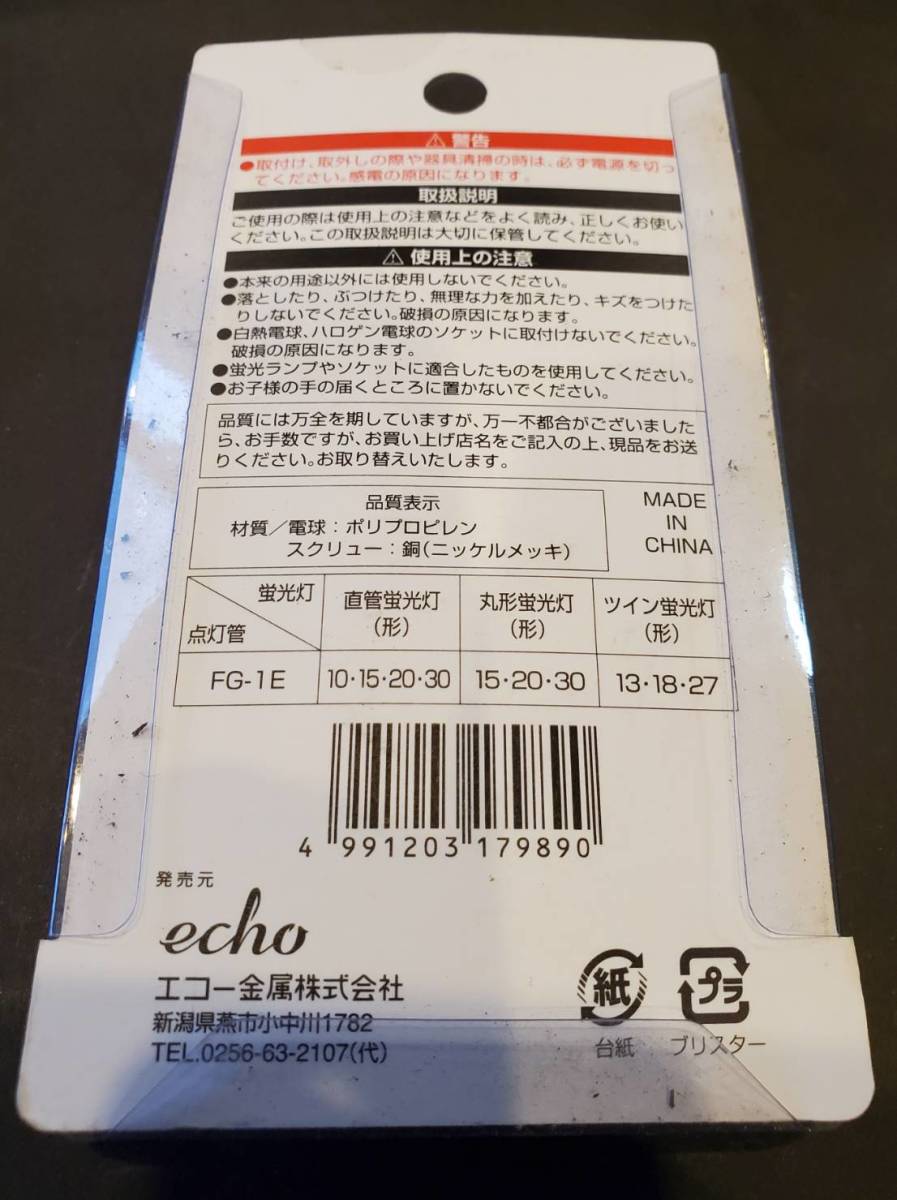 ⚠警告
●取付け、取外しの際や器具清掃の時は、必ず電源を切っ
てください。感電の原因になります。
取扱説明
ご使用の際は使用上の注意などをよく読み、正しくお使い
ください。この取扱説明は大切に保管してください。
⚠使用上の注意
●本来の用途以外には使用しないでください。
●落としたり、ぶつけたり、無理な力を加えたり、キズをつけた
りしないでください。破損の原因になります。
●白熱電球、ハロゲン電球のソケットに取付けないでください。
破損の原因になります。
●蛍光ランプやソケットに適合したものを使用してください。
●お子様の手の届くところに置かないでください。
品質には万全を期していますが、万一不都合がございました
ら、お手数ですが、お買い上げ店名をご記入の上、現品をお送
りください。お取り替えいたします。
品質表示
材質／電球：ポリプロピレン
スクリュー：銅(ニッケルメッキ)
MADE
IN
CHINA
蛍光灯
点灯管
直管蛍光灯
(形)
丸形蛍光灯
(形)
ツイン蛍光灯
(形)
FG-1E 10・15・20・30 15・20・30 13・18・27
4 991203 179890
発売元
echo
エコー金属株式会社
新潟県燕市小中川1782
TEL.0256-63-2107(代)
紙
台紙
プラ
ブリスター